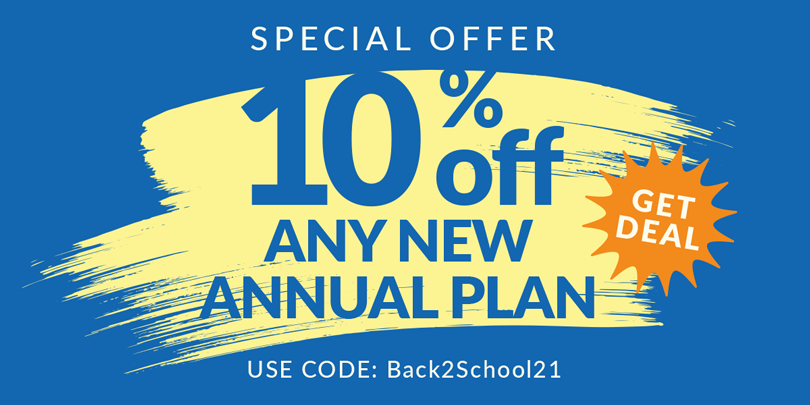 SPECIAL OFFER
10% off
ANY NEW
ANNUAL PLAN
GET
DEAL
USE CODE: Back2School21